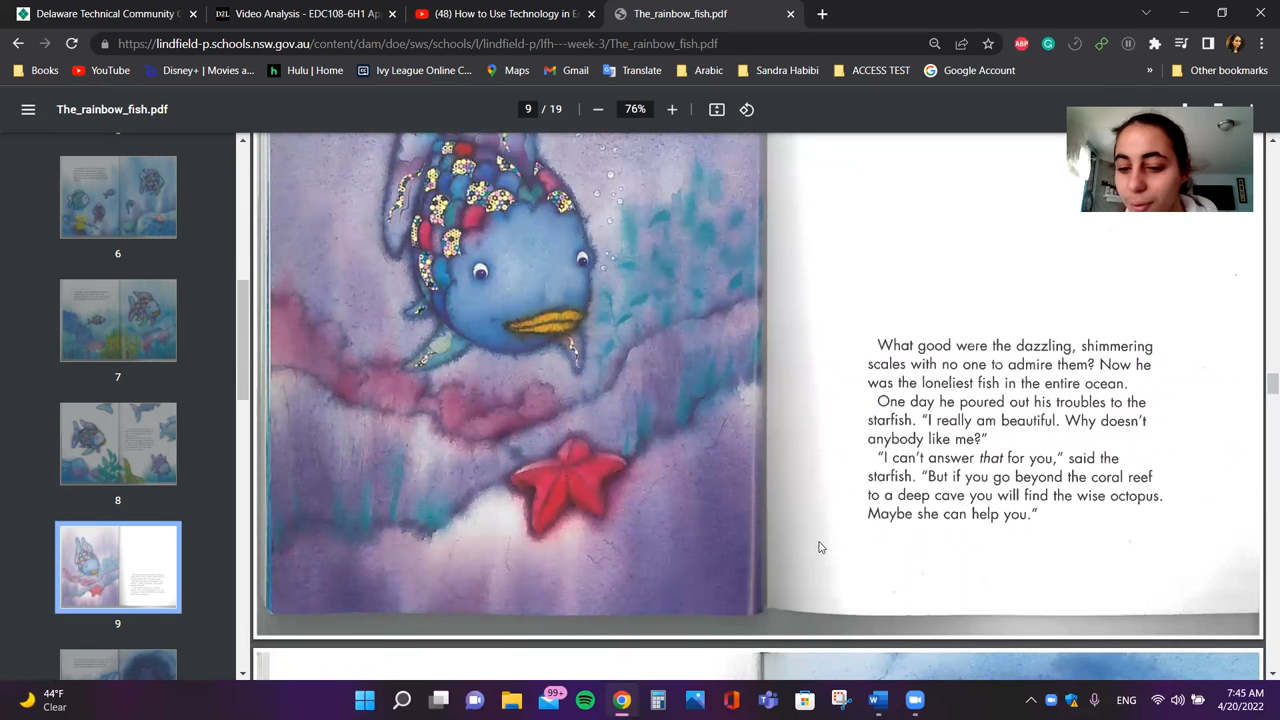 Delaware Technical Community C
Video Analysis - EDC108-6H1 Ap
(48) How to Use Technology in E
The_rainbow_fish.pdf
https://lindfield-p.schools.nsw.gov.au/content/dam/doe/sws/schools/l/lindfield-p/lfh---week-3/The_rainbow_fish.pdf
Books
YouTube
Disney+ | Movies a...
Hulu | Home
Ivy League Online C...
Maps
Gmail
Translate
Arabic
Sandra Habibi
ACCESS TEST
Google Account
Other bookmarks
The_rainbow_fish.pdf
9 / 19
76%
6
7
8
9
What good were the dazzling, shimmering
scales with no one to admire them? Now he
was the loneliest fish in the entire ocean.
One day he poured out his troubles to the
starfish. “I really am beautiful. Why doesn’t
anybody like me?”
“I can’t answer that for you,” said the
starfish. “But if you go beyond the coral reef
to a deep cave you will find the wise octopus.
Maybe she can help you.”
44°F
Clear
99+
ENG
7:45 AM
4/20/2022